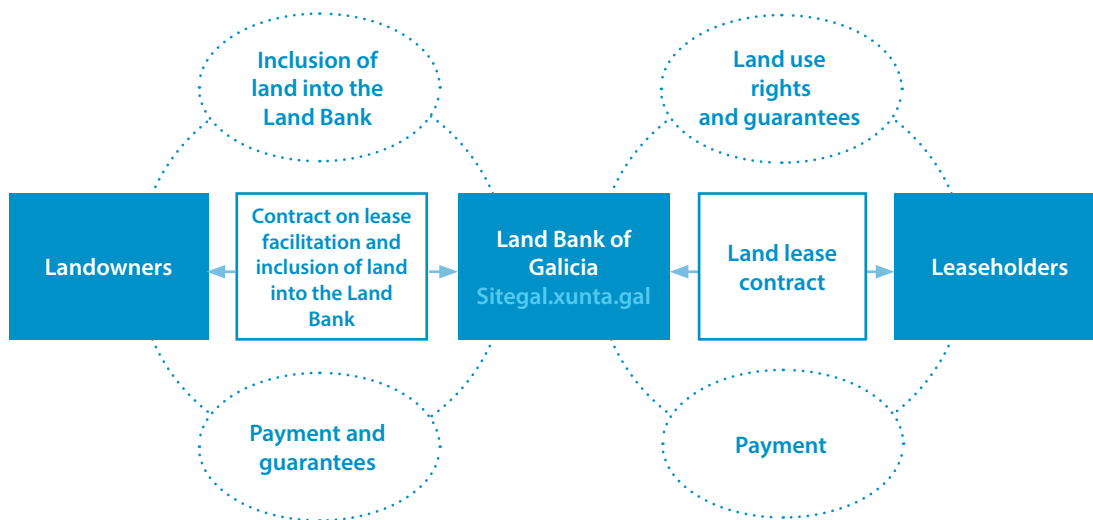 Inclusion of
land into the
Land Bank
Land use
rights
and guarantees
Landowners
Contract on lease
facilitation and
inclusion of land
into the Land
Bank
Land Bank of
Galicia
Sitegal.xunta.gal
Land lease
contract
Leaseholders
Payment and
guarantees
Payment